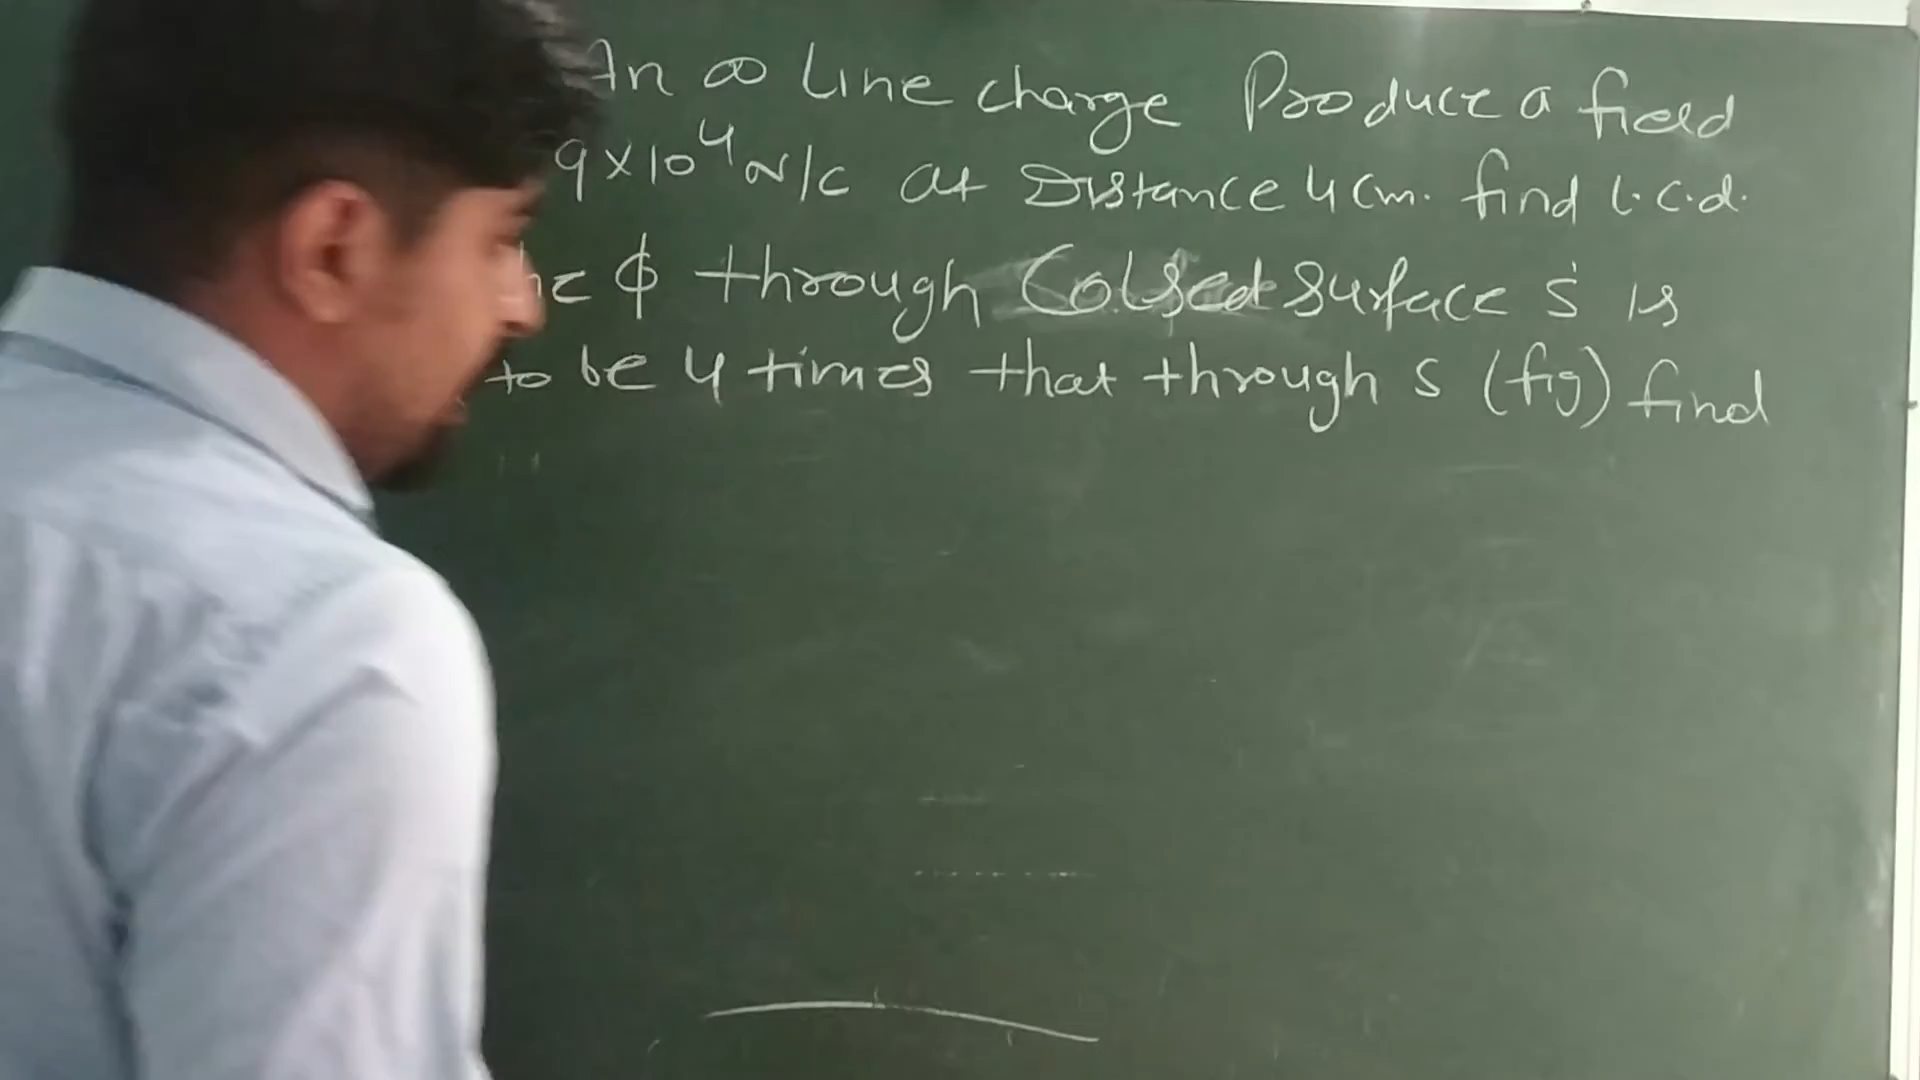 An ∞ Line charge Produce a field
9×10⁴ N/C at Distance 4 cm. find l.c.d.
ϕ through Colsed surface s' is
to be 4 times that through s (fig) find